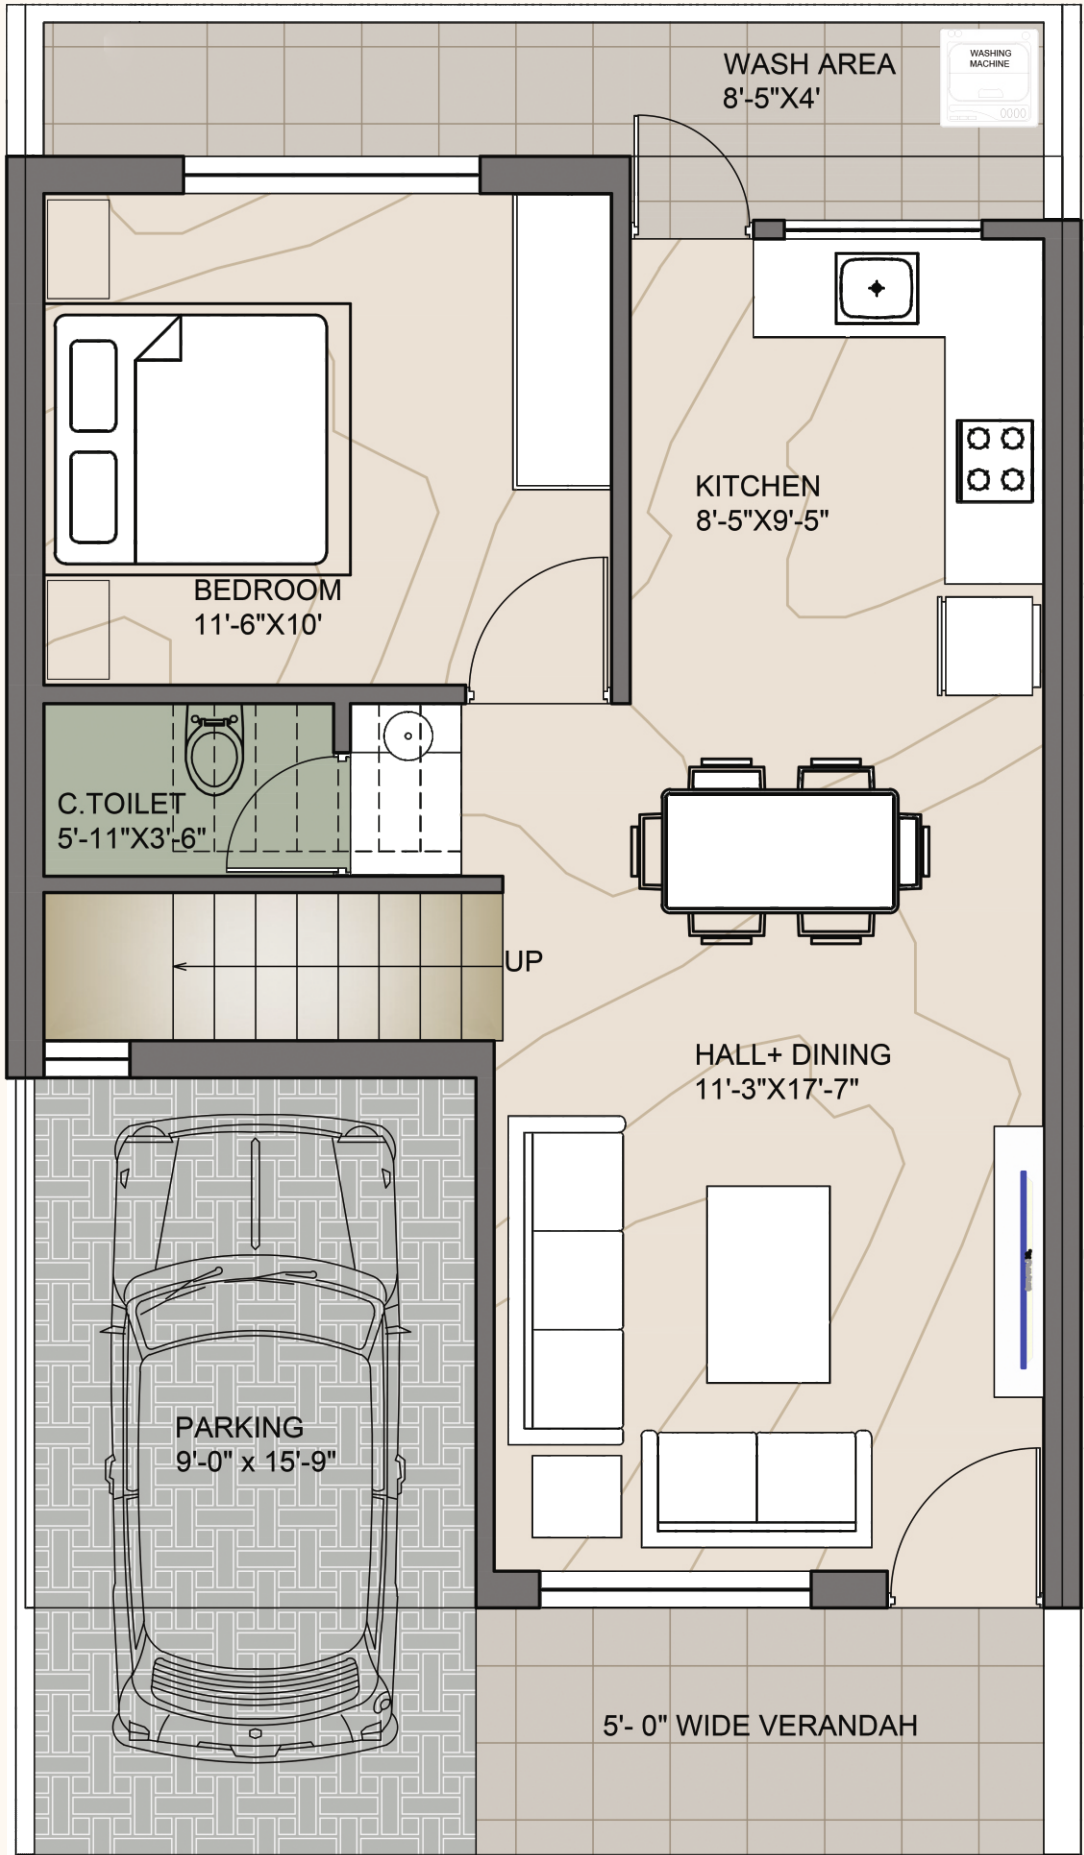 WASH AREA
8'-5"X4'
WASHING
MACHINE
KITCHEN
8'-5"X9'-5"
BEDROOM
11'-6"X10'
C.TOILET
5'-11"X3'-6"
UP
HALL+ DINING
11'-3"X17'-7"
PARKING
9'-0" x 15'-9"
5'- 0" WIDE VERANDAH